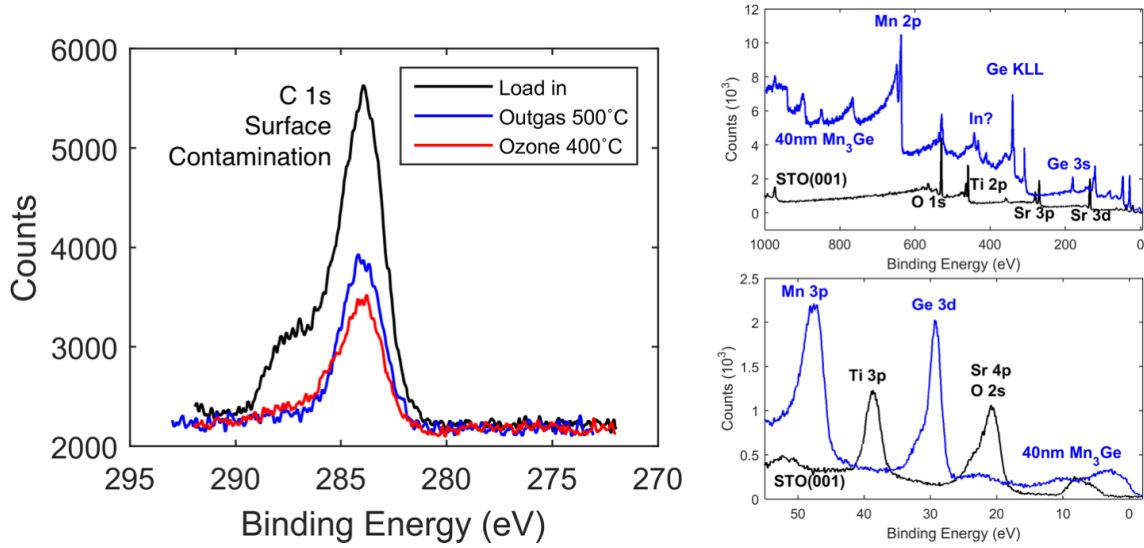 6000
5000
4000
3000
2000
Counts
C 1s
Surface
Contamination
Load in
Outgas 500˚C
Ozone 400˚C
295 290 285 280 275 270
Binding Energy (eV)
12
10
8
6
4
2
0
Counts (10³)
Mn 2p
Ge KLL
In?
40nm Mn₃Ge
Ge 3s
STO(001)
O 1s
Ti 2p
Sr 3p
Sr 3d
1000 800 600 400 200 0
Binding Energy (eV)
2.5
2
1.5
1
0.5
0
Counts (10³)
Mn 3p
Ge 3d
Ti 3p
Sr 4p
O 2s
40nm Mn₃Ge
STO(001)
50 40 30 20 10 0
Binding Energy (eV)